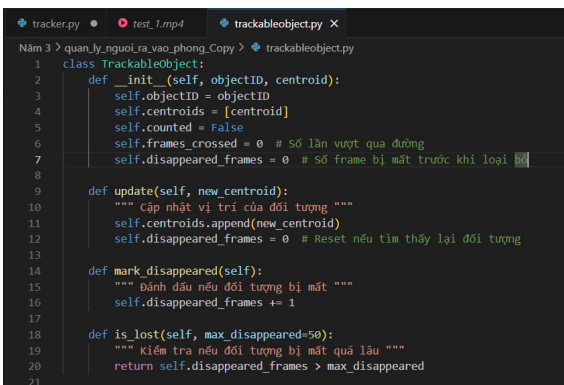 tracker.py ● test_1.mp4 trackableobject.py ×
Năm 3 > quan_ly_nguoi_ra_vao_phong_Copy > trackableobject.py
1 class TrackableObject:
2 def __init__(self, objectID, centroid):
3 self.objectID = objectID
4 self.centroids = [centroid]
5 self.counted = False
6 self.frames_crossed = 0 # Số lần vượt qua đường
7 self.disappeared_frames = 0 # Số frame bị mất trước khi loại bỏ
8
9 def update(self, new_centroid):
10 """ Cập nhật vị trí của đối tượng """
11 self.centroids.append(new_centroid)
12 self.disappeared_frames = 0 # Reset nếu tìm thấy lại đối tượng
13
14 def mark_disappeared(self):
15 """ Đánh dấu nếu đối tượng bị mất """
16 self.disappeared_frames += 1
17
18 def is_lost(self, max_disappeared=50):
19 """ Kiểm tra nếu đối tượng bị mất quá lâu """
20 return self.disappeared_frames > max_disappeared
21